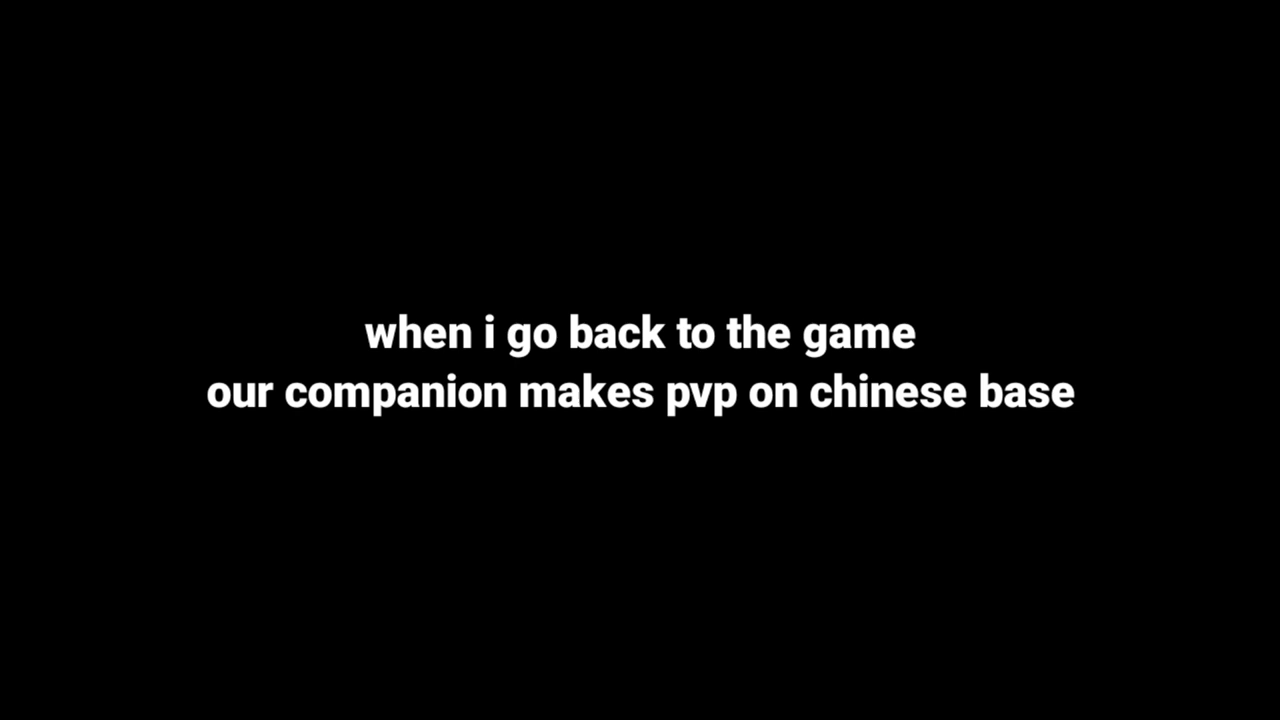 when i go back to the game
our companion makes pvp on chinese base